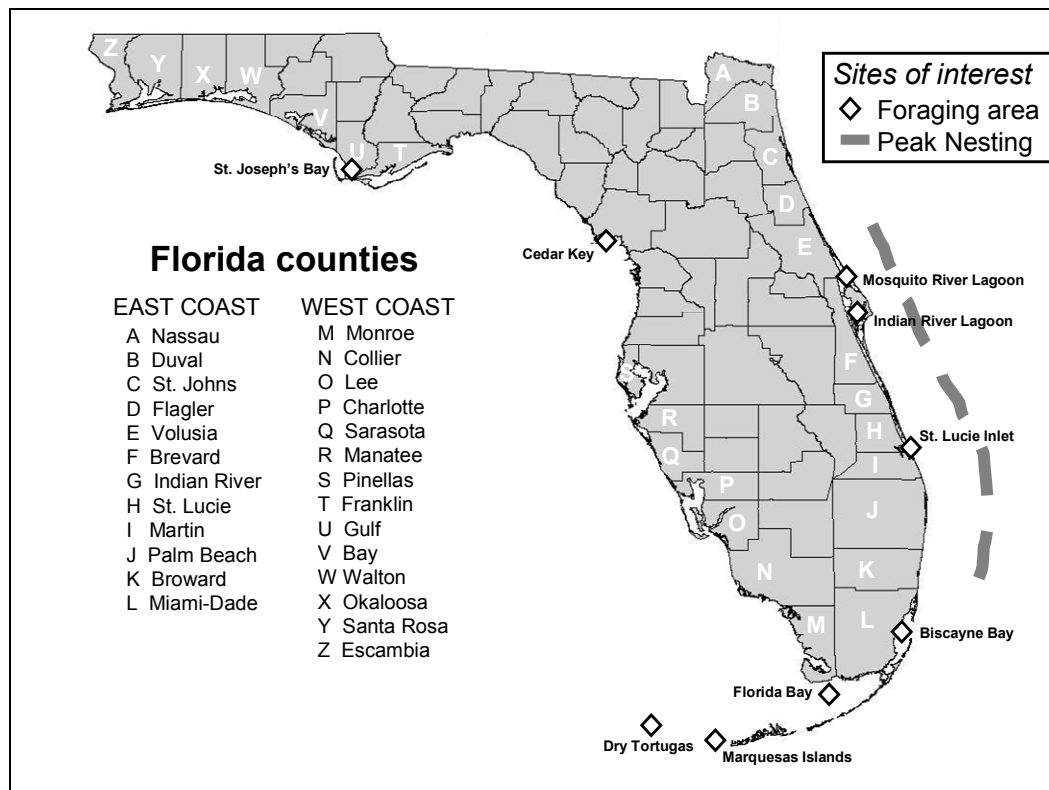 Z
Y
X
W
V
U
T
A
B
C
D
E
F
G
H
I
J
K
L
M
N
O
P
Q
R
S
Sites of interest
Foraging area
Peak Nesting
St. Joseph's Bay
Cedar Key
Mosquito River Lagoon
Indian River Lagoon
St. Lucie Inlet
Biscayne Bay
Florida Bay
Dry Tortugas
Marquesas Islands
Florida counties
EAST COAST
A Nassau
B Duval
C St. Johns
D Flagler
E Volusia
F Brevard
G Indian River
H St. Lucie
I Martin
J Palm Beach
K Broward
L Miami-Dade
WEST COAST
M Monroe
N Collier
O Lee
P Charlotte
Q Sarasota
R Manatee
S Pinellas
T Franklin
U Gulf
V Bay
W Walton
X Okaloosa
Y Santa Rosa
Z Escambia